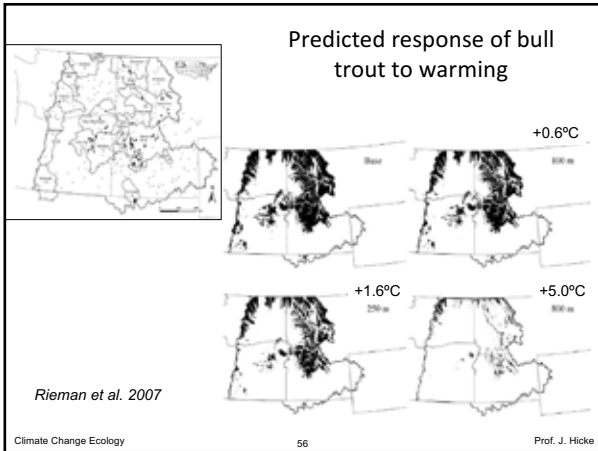 Predicted response of bull
trout to warming
+0.6ºC
Base
100 m
+1.6ºC
+5.0ºC
250 m
800 m
Rieman et al. 2007
Climate Change Ecology
56
Prof. J. Hicke